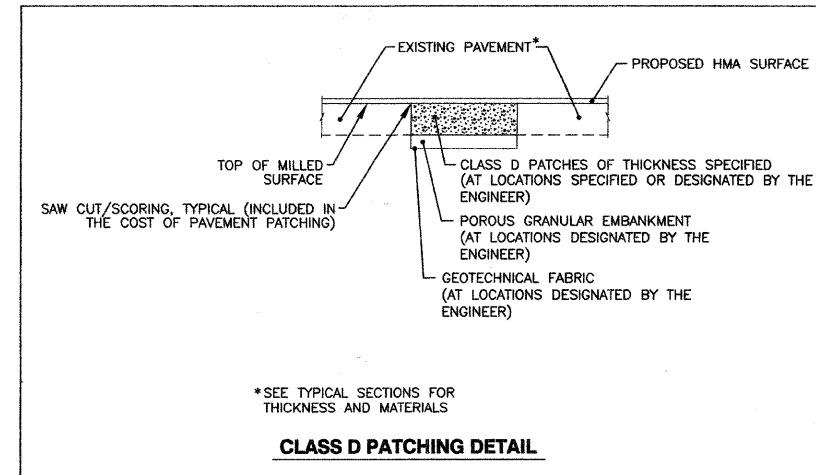 EXISTING PAVEMENT*
PROPOSED HMA SURFACE
TOP OF MILLED
SURFACE
SAW CUT/SCORING, TYPICAL (INCLUDED IN
THE COST OF PAVEMENT PATCHING)
CLASS D PATCHES OF THICKNESS SPECIFIED
(AT LOCATIONS SPECIFIED OR DESIGNATED BY THE
ENGINEER)
POROUS GRANULAR EMBANKMENT
(AT LOCATIONS DESIGNATED BY THE
ENGINEER)
GEOTECHNICAL FABRIC
(AT LOCATIONS DESIGNATED BY THE
ENGINEER)
*SEE TYPICAL SECTIONS FOR
THICKNESS AND MATERIALS
CLASS D PATCHING DETAIL